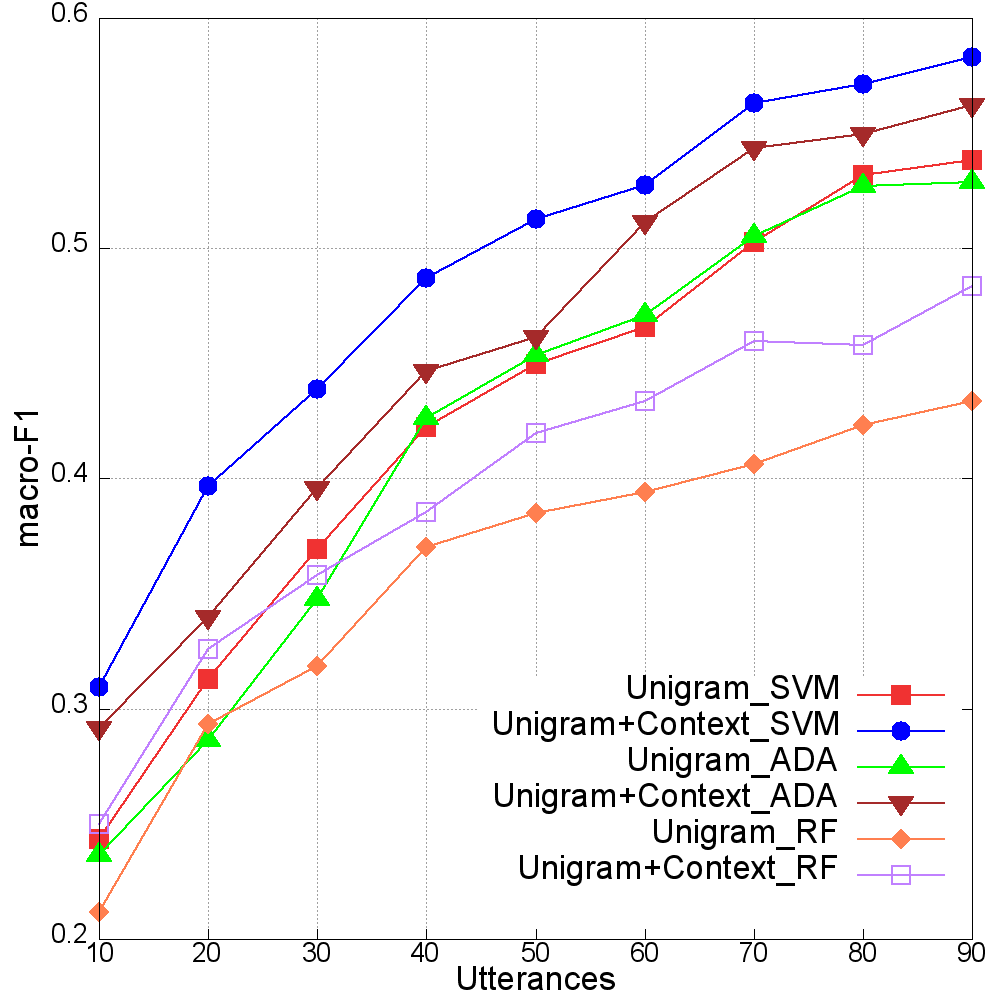 0.6
0.5
0.4
0.3
0.2
macro-F1
Unigram_SVM
Unigram+Context_SVM
Unigram_ADA
Unigram+Context_ADA
Unigram_RF
Unigram+Context_RF
10 20 30 40 50 60 70 80 90
Utterances